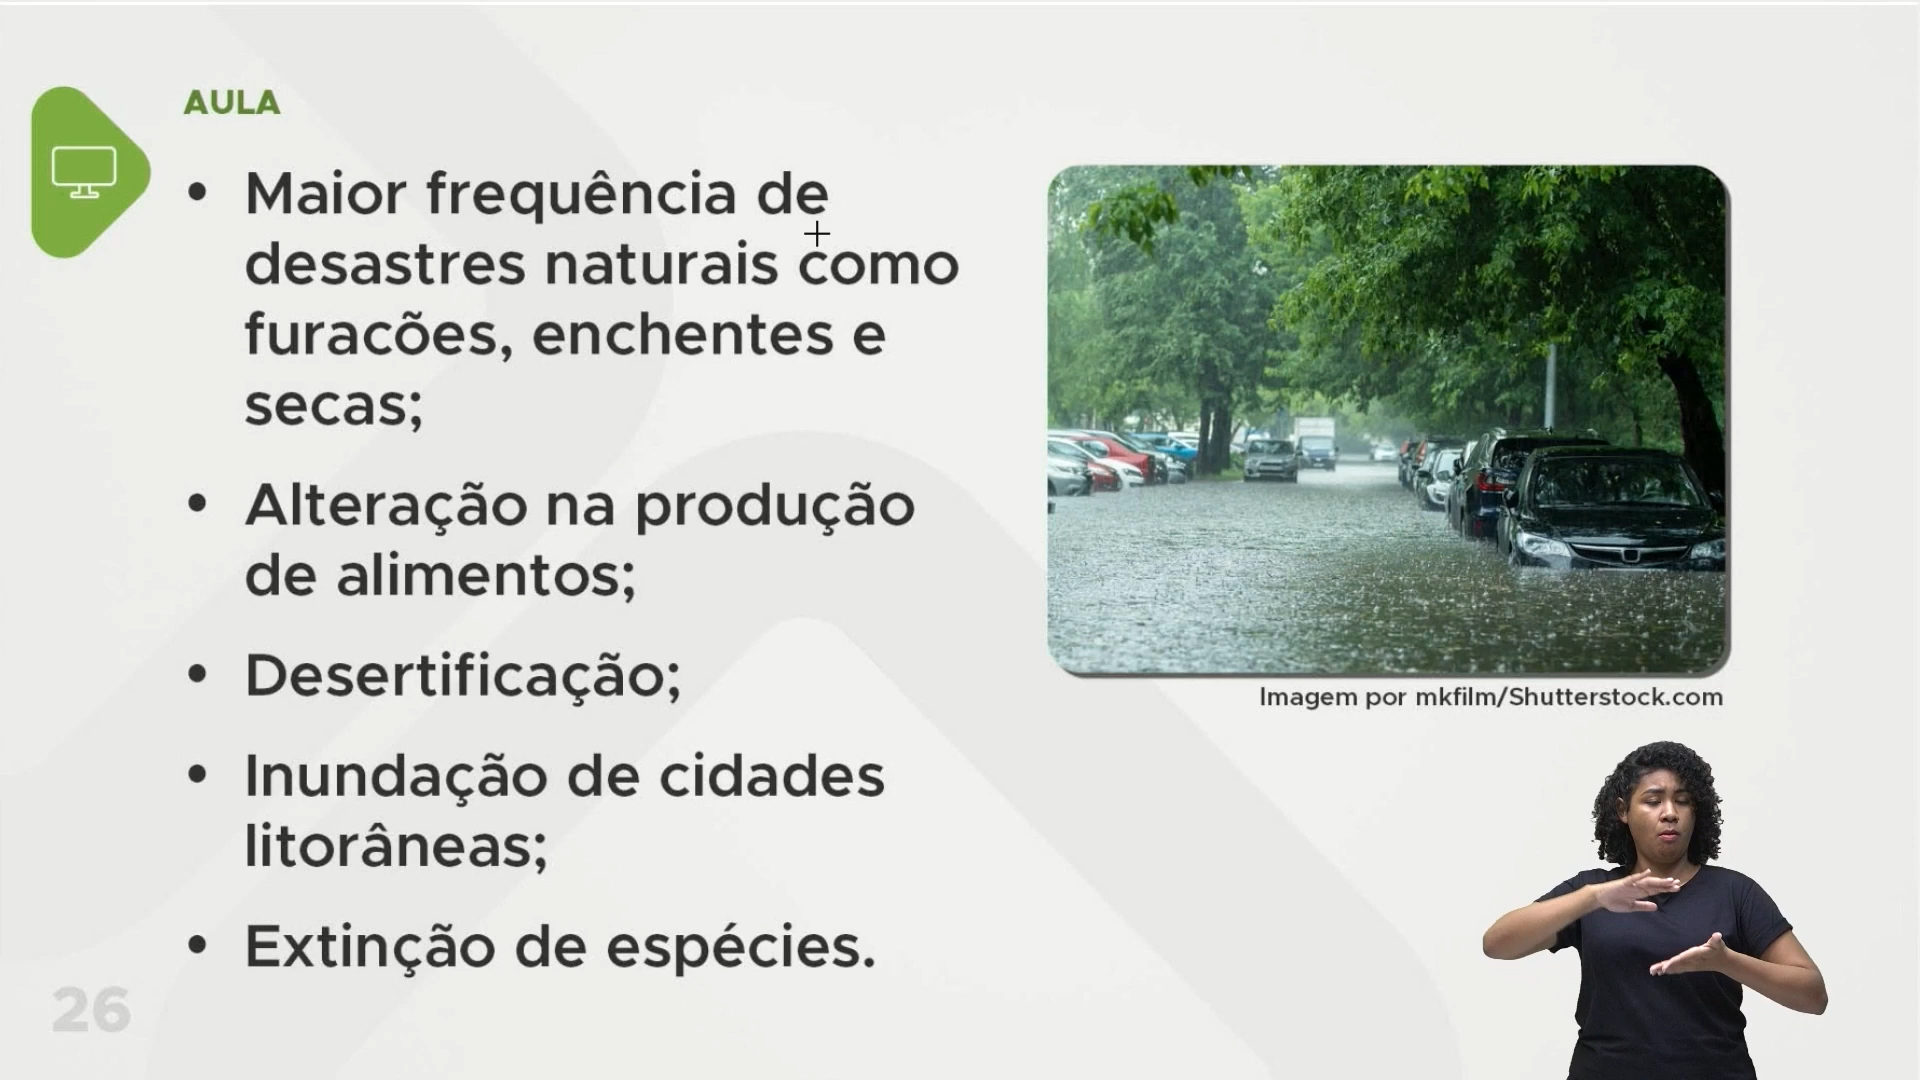 AULA
• Maior frequência de
desastres naturais como
furacões, enchentes e
secas;
• Alteração na produção
de alimentos;
• Desertificação;
• Inundação de cidades
litorâneas;
• Extinção de espécies.
Imagem por mkfilm/Shutterstock.com
26